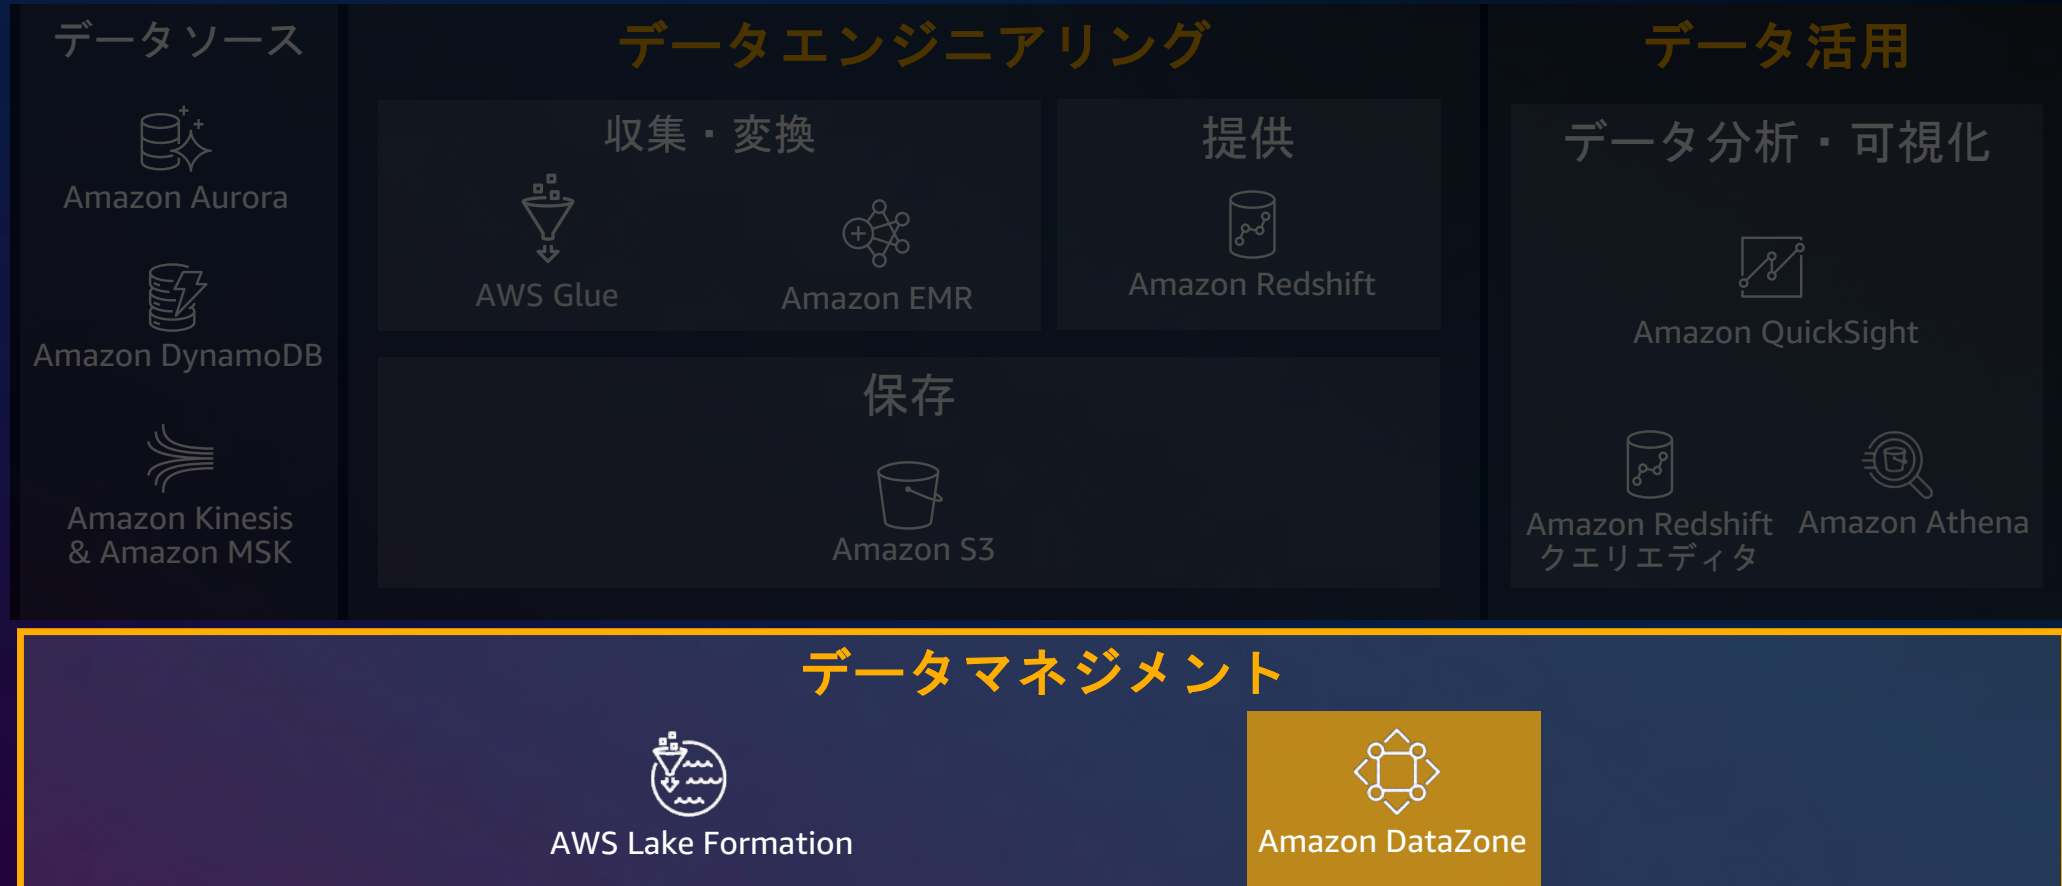 データソース
Amazon Aurora
Amazon DynamoDB
Amazon Kinesis
& Amazon MSK
データエンジニアリング
収集・変換
AWS Glue
Amazon EMR
提供
Amazon Redshift
保存
Amazon S3
データ活用
データ分析・可視化
Amazon QuickSight
Amazon Redshift
クエリエディタ
Amazon Athena
データマネジメント
AWS Lake Formation
Amazon DataZone